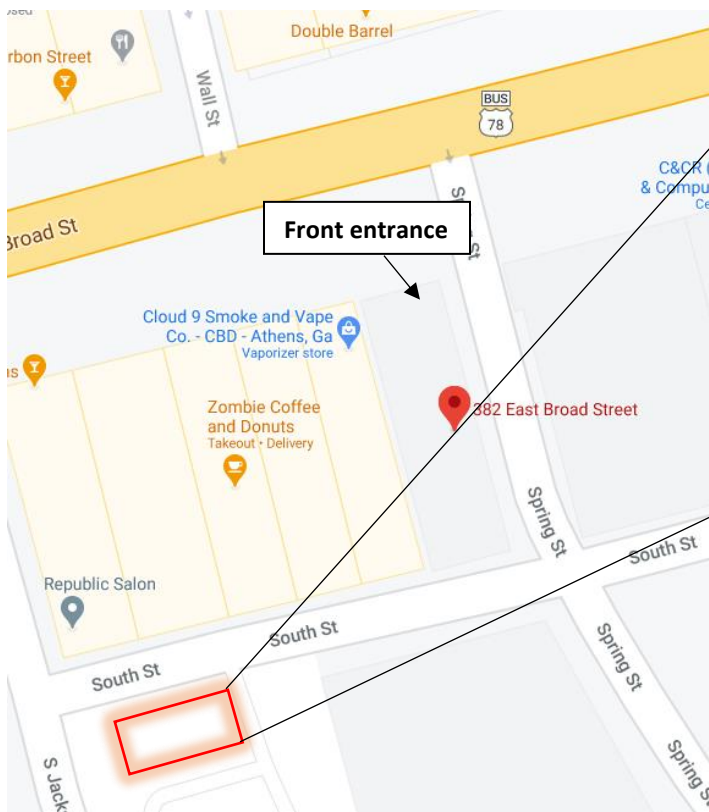 Double Barrel
rbon Street
Wall St
BUS
78
C&CR (
& Compu
Ce
Broad St
Front entrance
Cloud 9 Smoke and Vape
Co. - CBD - Athens, Ga
Vaporizer store
Zombie Coffee
and Donuts
Takeout • Delivery
382 East Broad Street
Spring St
South St
Republic Salon
South St
South St
Spring St
S Jack
Spring S